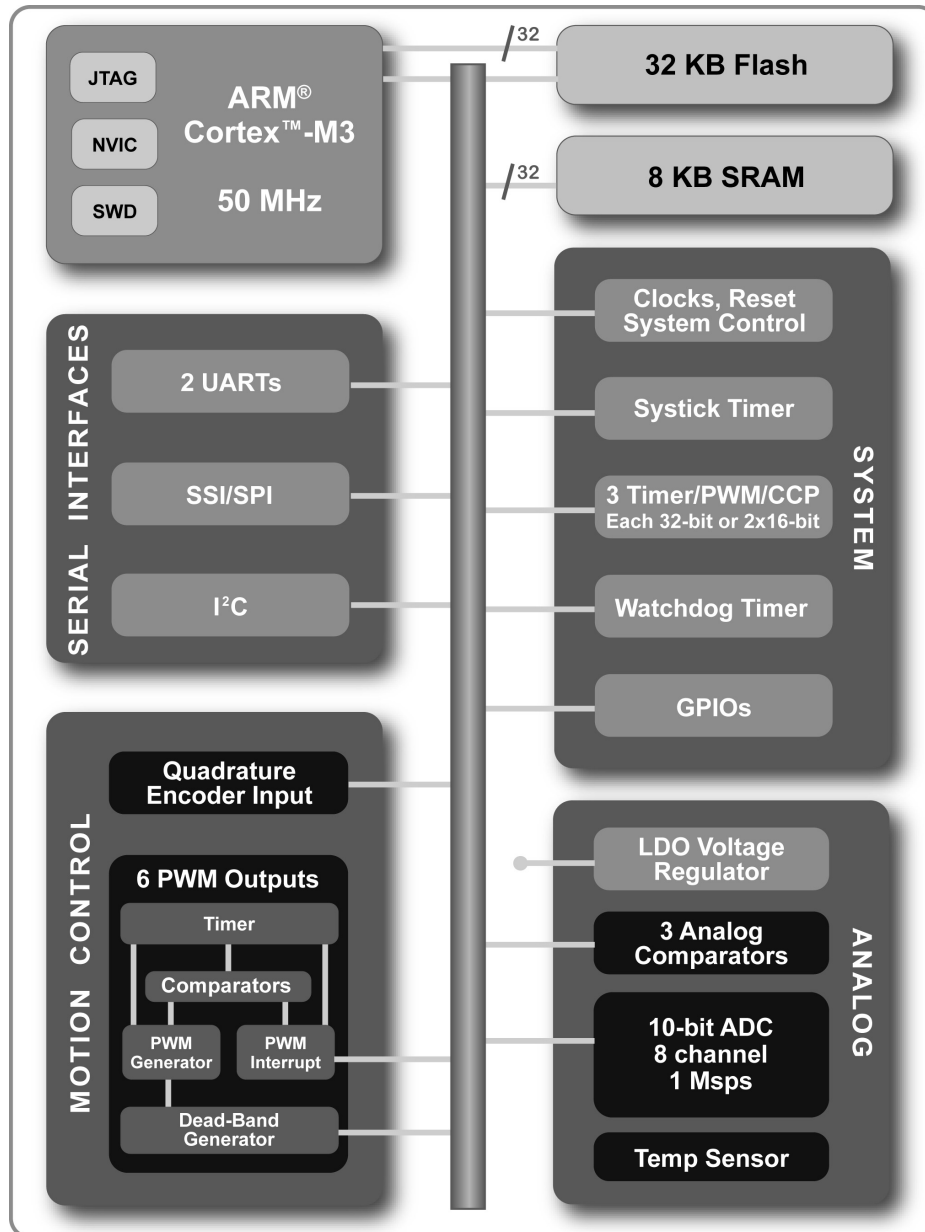 JTAG
NVIC
SWD
ARM®
Cortex™-M3
50 MHz
32
32 KB Flash
32
8 KB SRAM
SERIAL INTERFACES
2 UARTs
SSI/SPI
I²C
SYSTEM
Clocks, Reset
System Control
Systick Timer
3 Timer/PWM/CCP
Each 32-bit or 2x16-bit
Watchdog Timer
GPIOs
MOTION CONTROL
Quadrature
Encoder Input
6 PWM Outputs
Timer
Comparators
PWM
Generator
PWM
Interrupt
Dead-Band
Generator
ANALOG
LDO Voltage
Regulator
3 Analog
Comparators
10-bit ADC
8 channel
1 Msps
Temp Sensor